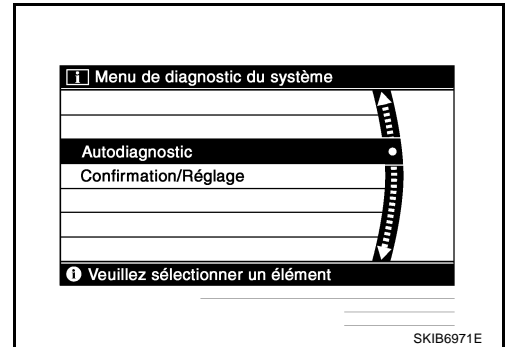 i Menu de diagnostic du système
Autodiagnostic
Confirmation/Réglage
i Veuillez sélectionner un élément
SKIB6971E